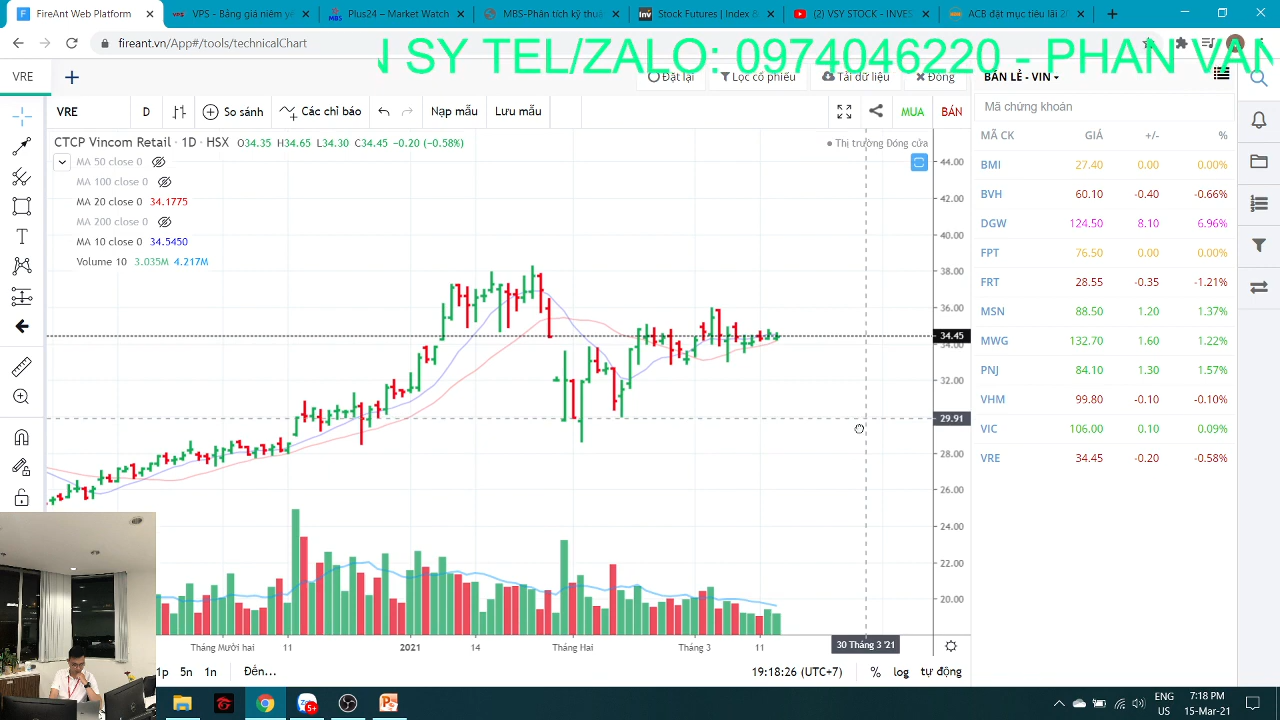 FireAnt Web Platform
VPS - Bảng giá niêm yế
Plus24 – Market Watch
MBS-Phân tích kỹ thuậ
Stock Futures | Index &
(2) VSY STOCK - INVES
ACB đặt mục tiêu lãi 20
fireant.vn/App#/tools/technicalChart
N SY TEL/ZALO: 0974046220 - PHAN VĂN
VRE
Đặt lại
Lọc cổ phiếu
Tải dữ liệu
Đóng
BÁN LẺ - VIN
VRE
D
So sánh
Các chỉ báo
Nạp mẫu
Lưu mẫu
MUA
BÁN
Mã chứng khoán
CTCP Vincom Retail · 1D · HSX O34.35 H34.65 L34.30 C34.45 −0.20 (−0.58%)
Thị trường Đóng cửa
MA 50 close 0
MA 100 close 0
MA 20 close 0 34.1775
MA 200 close 0
MA 10 close 0 34.5450
Volume 10 3.035M 4.217M
44.00
42.00
40.00
38.00
36.00
34.45
34.00
32.00
29.91
28.00
26.00
24.00
22.00
20.00
MÃ CK GIÁ +/- %
BMI 27.40 0.00 0.00%
BVH 60.10 -0.40 -0.66%
DGW 124.50 8.10 6.96%
FPT 76.50 0.00 0.00%
FRT 28.55 -0.35 -1.21%
MSN 88.50 1.20 1.37%
MWG 132.70 1.60 1.22%
PNJ 84.10 1.30 1.57%
VHM 99.80 -0.10 -0.10%
VIC 106.00 0.10 0.09%
VRE 34.45 -0.20 -0.58%
Tháng Mười hai 11 2021 14 Tháng Hai Tháng 3 11 30 Tháng 3 '21
1p 5n 1n Đến...
19:18:26 (UTC+7) % log tự động
ENG
US
7:18 PM
15-Mar-21